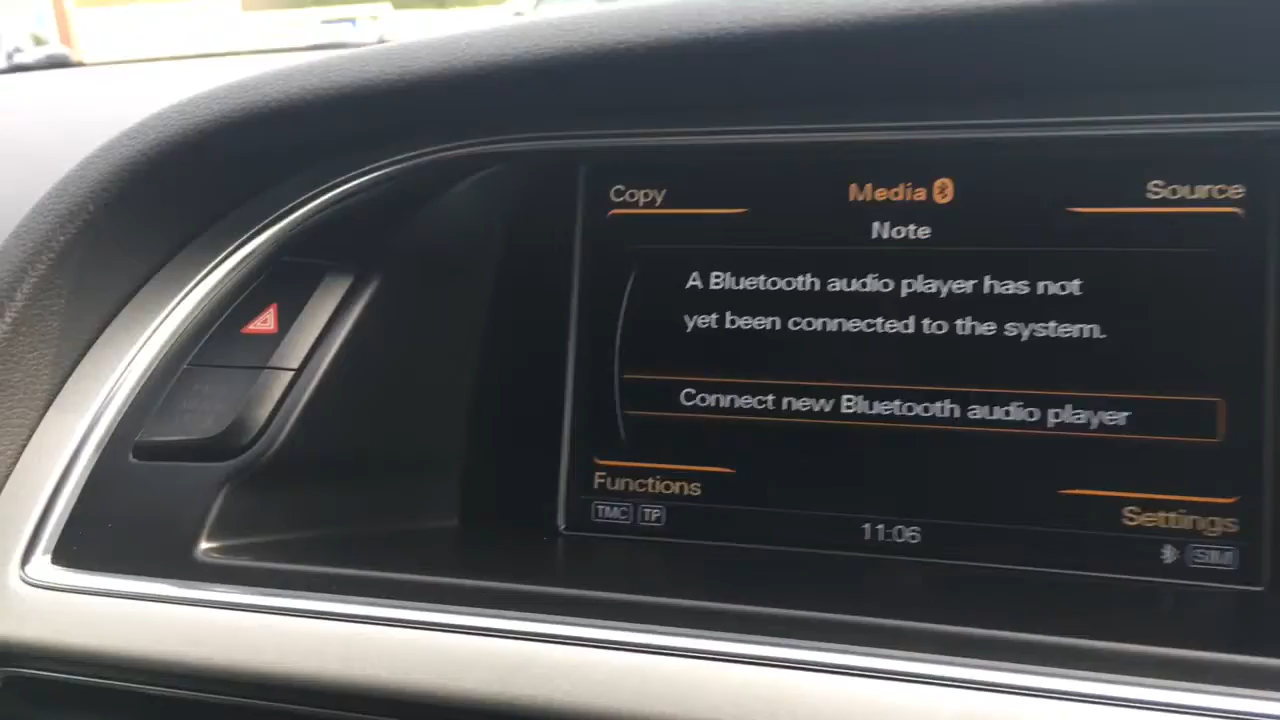 Copy
Media
Source
Note
A Bluetooth audio player has not
yet been connected to the system.
Connect new Bluetooth audio player
Functions
Settings
TMC TP
11:06
SIM